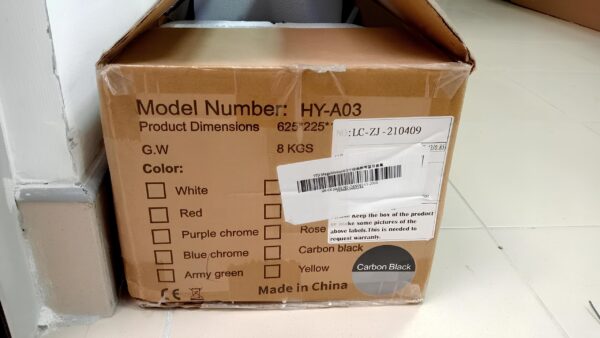 Model Number: HY-A03
Product Dimensions 625*225*
NO:LC-ZJ-210409
G.W 8 KGS
Color:
White
Red
Purple chrome Rose
Blue chrome Carbon black
Army green Yellow
Keep the box of the product
make some pictures of the
above labels.This is needed to
request warranty.
Carbon Black
CE Made in China